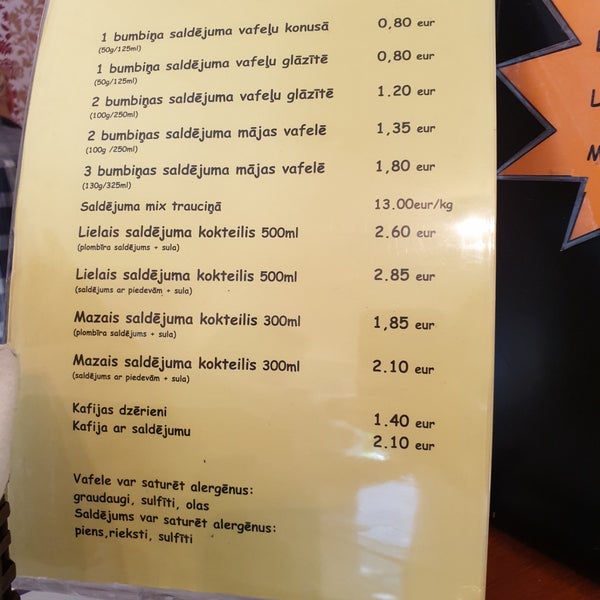 1 bumbiņa saldējuma vafeļu konusā 0,80 eur
(50g/125ml)
1 bumbiņa saldējuma vafeļu glāzītē 0,80 eur
(50g/125ml)
2 bumbiņas saldējuma vafeļu glāzītē 1.20 eur
(100g/250ml)
2 bumbiņas saldējuma mājas vafelē 1,35 eur
(100g /250ml)
3 bumbiņas saldējuma mājas vafelē 1,80 eur
(130g/325ml)
Saldējuma mix trauciņā 13.00eur/kg
Lielais saldējuma kokteilis 500ml 2.60 eur
(plombīra saldējums + sula)
Lielais saldējuma kokteilis 500ml 2.85 eur
(saldējums ar piedevām + sula)
Mazais saldējuma kokteilis 300ml 1,85 eur
(plombīra saldējums + sula)
Mazais saldējuma kokteilis 300ml 2.10 eur
(saldējums ar piedevām + sula)
Kafijas dzērieni 1.40 eur
Kafija ar saldējumu 2.10 eur
Vafele var saturēt alergēnus:
graudaugi, sulfīti, olas
Saldējums var saturēt alergēnus:
piens,rieksti, sulfīti